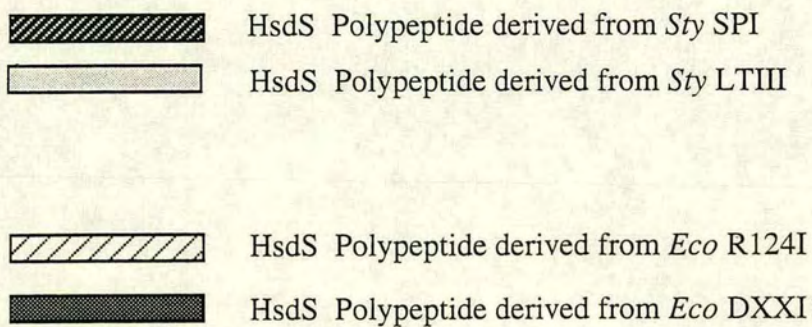 HsdS Polypeptide derived from Sty SPI
HsdS Polypeptide derived from Sty LTIII
HsdS Polypeptide derived from Eco R124I
HsdS Polypeptide derived from Eco DXXI